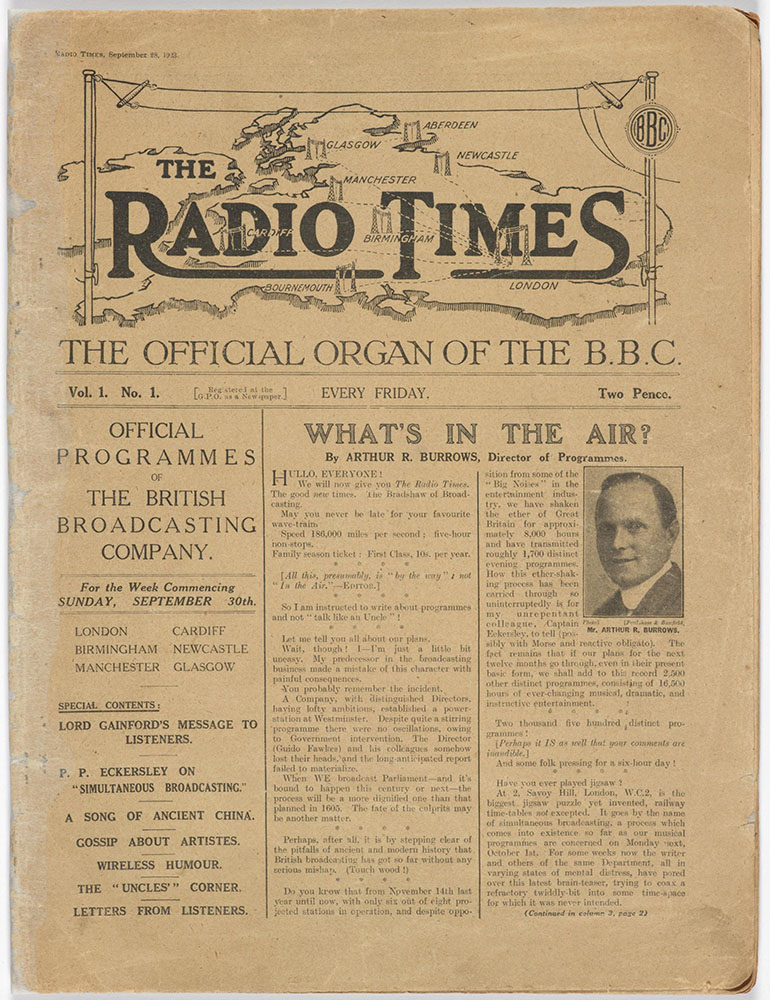 RADIO TIMES, September 28, 1923.
BBC
ABERDEEN
GLASGOW
NEWCASTLE
MANCHESTER
THE
RADIO TIMES
CARDIFF
BIRMINGHAM
BOURNEMOUTH
LONDON
THE OFFICIAL ORGAN OF THE B.B.C.
Vol. 1. No. 1.
[Registered at the
G.P.O. as a Newspaper.]
EVERY FRIDAY.
Two Pence.
OFFICIAL
PROGRAMMES
OF
THE BRITISH
BROADCASTING
COMPANY.
For the Week Commencing
SUNDAY, SEPTEMBER 30th.
LONDON CARDIFF
BIRMINGHAM NEWCASTLE
MANCHESTER GLASGOW
SPECIAL CONTENTS:
LORD GAINFORD'S MESSAGE TO
LISTENERS.
P. P. ECKERSLEY ON
"SIMULTANEOUS BROADCASTING."
A SONG OF ANCIENT CHINA.
GOSSIP ABOUT ARTISTES.
WIRELESS HUMOUR.
THE "UNCLES'" CORNER.
LETTERS FROM LISTENERS.
WHAT'S IN THE AIR?
By ARTHUR R. BURROWS, Director of Programmes.
HULLO, EVERYONE!
We will now give you The Radio Times.
The good new times. The Bradshaw of Broad-
casting.
May you never be late for your favourite
wave-train.
Speed 186,000 miles per second; five-hour
non-stops.
Family season ticket: First Class, 10s. per year.
* * * *
[All this, presumably, is "by the way"; not
"In the Air."—EDITOR.]
* * * *
So I am instructed to write about programmes
and not "talk like an Uncle"!
* * * *
Let me tell you all about our plans.
Wait, though! I—I'm just a little bit
uneasy. My predecessor in the broadcasting
business made a mistake of this character with
painful consequences.
You probably remember the incident.
A Company, with distinguished Directors,
having lofty ambitions, established a power-
station at Westminster. Despite quite a stirring
programme there were no oscillations, owing
to Government intervention. The Director
(Guido Fawkes) and his colleagues somehow
lost their heads, and the long-anticipated report
failed to materialize.
When WE broadcast Parliament—and it's
bound to happen this century or next—the
process will be a more dignified one than that
planned in 1605. The fate of the culprits may
be another matter.
* * * *
Perhaps, after all, it is by stepping clear of
the pitfalls of ancient and modern history that
British broadcasting has got so far without any
serious mishap. (Touch wood!)
* * * *
Do you know that from November 14th last
year until now, with only six out of eight pro-
jected stations in operation, and despite oppo-
sition from some of the
"Big Noises" in the
entertainment indus-
try, we have shaken
the ether of Great
Britain for approxi-
mately 8,000 hours
and have transmitted
roughly 1,700 distinct
evening programmes.
How this ether-shak-
ing process has been
carried through so
uninterruptedly is for
my unrepentant
colleague, Captain
Eckersley, to tell (pos-
sibly with Morse and reactive obligato). The
fact remains that if our plans for the next
twelve months go through, even in their present
basic form, we shall add to this record 2,500
other distinct programmes, consisting of 16,500
hours of ever-changing musical, dramatic, and
instructive entertainment.
* * * *
Two thousand five hundred distinct pro-
grammes!
[Perhaps it IS as well that your comments are
inaudible.]
And some folk pressing for a six-hour day!
* * * *
Have you ever played jigsaw?
At 2, Savoy Hill, London, W.C.2, is the
biggest jigsaw puzzle yet invented, railway
time-tables not excepted. It goes by the name
of simultaneous broadcasting, a process which
comes into existence so far as our musical
programmes are concerned on Monday next,
October 1st. For some weeks now the writer
and others of the same Department, all in
varying states of mental distress, have pored
over this latest brain-teaser, trying to coax a
refractory twiddly-bit into some time-space
for which it was never intended.
(Continued in column 3, page 2)
Photo]
Mr. ARTHUR R. BURROWS.